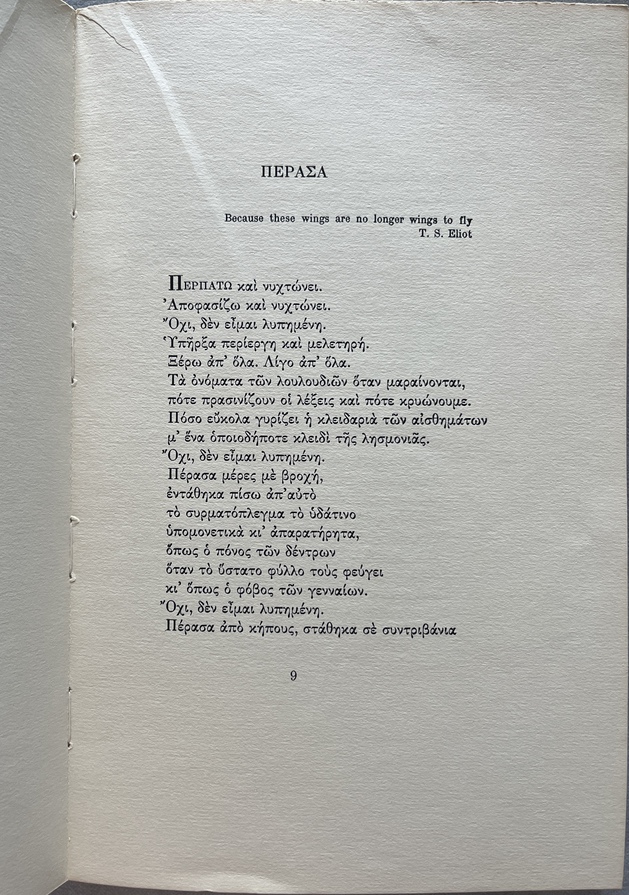 ΠΕΡΑΣΑ
Because these wings are no longer wings to fly
T. S. Eliot
ΠΕΡΠΑΤΩ καὶ νυχτώνει.
Ἀποφασίζω καὶ νυχτώνει.
Ὄχι, δὲν εἶμαι λυπημένη.
Ὑπῆρξα περίεργη καὶ μελετηρή.
Ξέρω ἀπ' ὅλα. Λίγο ἀπ' ὅλα.
Τὰ ὀνόματα τῶν λουλουδιῶν ὅταν μαραίνονται,
πότε πρασινίζουν οἱ λέξεις καὶ πότε κρυώνουμε.
Πόσο εὔκολα γυρίζει ἡ κλειδαριὰ τῶν αἰσθημάτων
μ' ἕνα ὁποιοδήποτε κλειδὶ τῆς λησμονιᾶς.
Ὄχι, δὲν εἶμαι λυπημένη.
Πέρασα μέρες μὲ βροχή,
ἐντάθηκα πίσω ἀπ'αὐτὸ
τὸ συρματόπλεγμα τὸ ὑδάτινο
ὑπομονετικὰ κι' ἀπαρατήρητα,
ὅπως ὁ πόνος τῶν δέντρων
ὅταν τὸ ὕστατο φύλλο τοὺς φεύγει
κι' ὅπως ὁ φόβος τῶν γενναίων.
Ὄχι, δὲν εἶμαι λυπημένη.
Πέρασα ἀπὸ κήπους, στάθηκα σὲ συντριβάνια
9